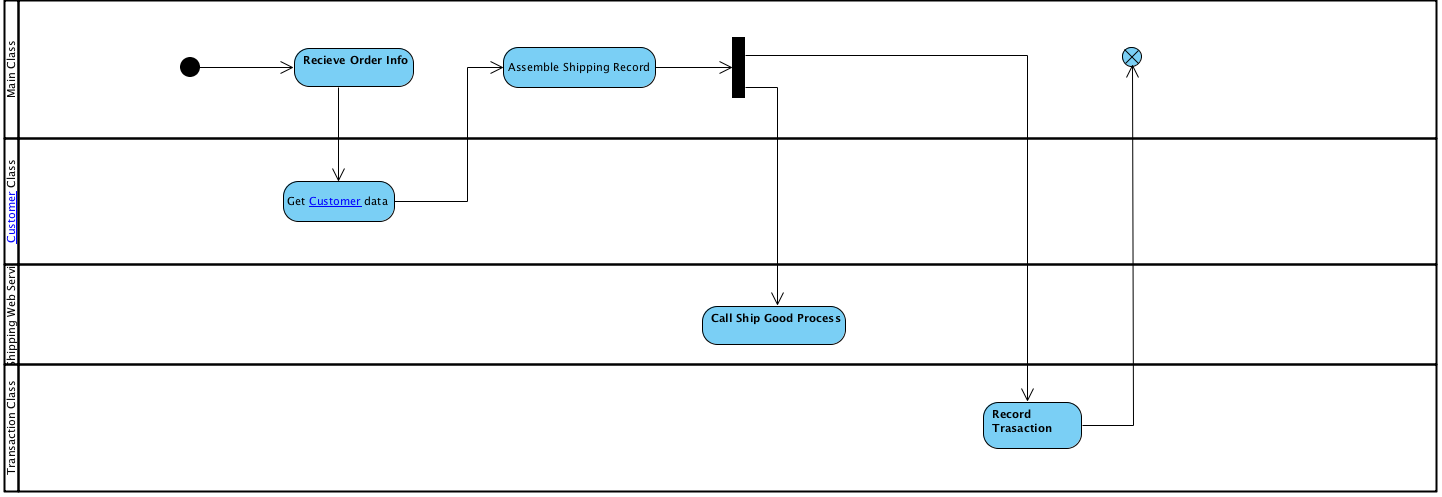 Main Class
Recieve Order Info
Assemble Shipping Record
Customer Class
Get Customer data
Shipping Web Servi
Call Ship Good Process
Transaction Class
Record
Trasaction